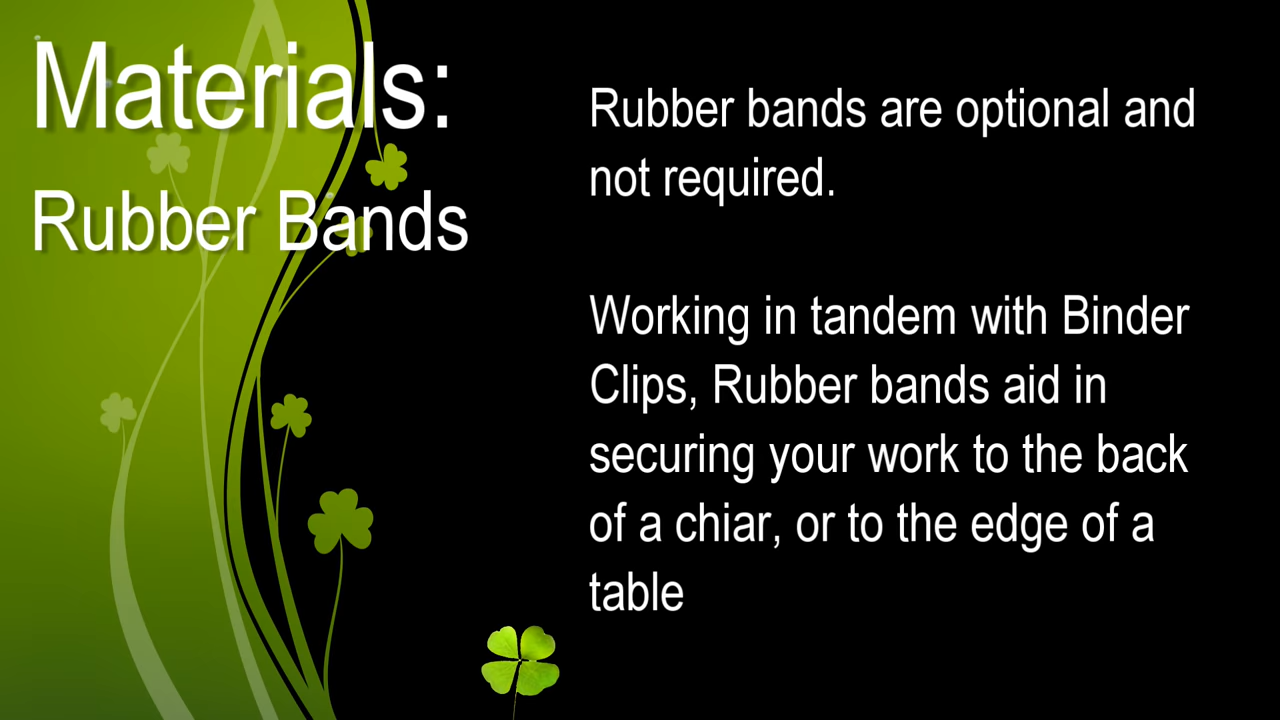 Materials:
Rubber Bands
Rubber bands are optional and
not required.
Working in tandem with Binder
Clips, Rubber bands aid in
securing your work to the back
of a chiar, or to the edge of a
table